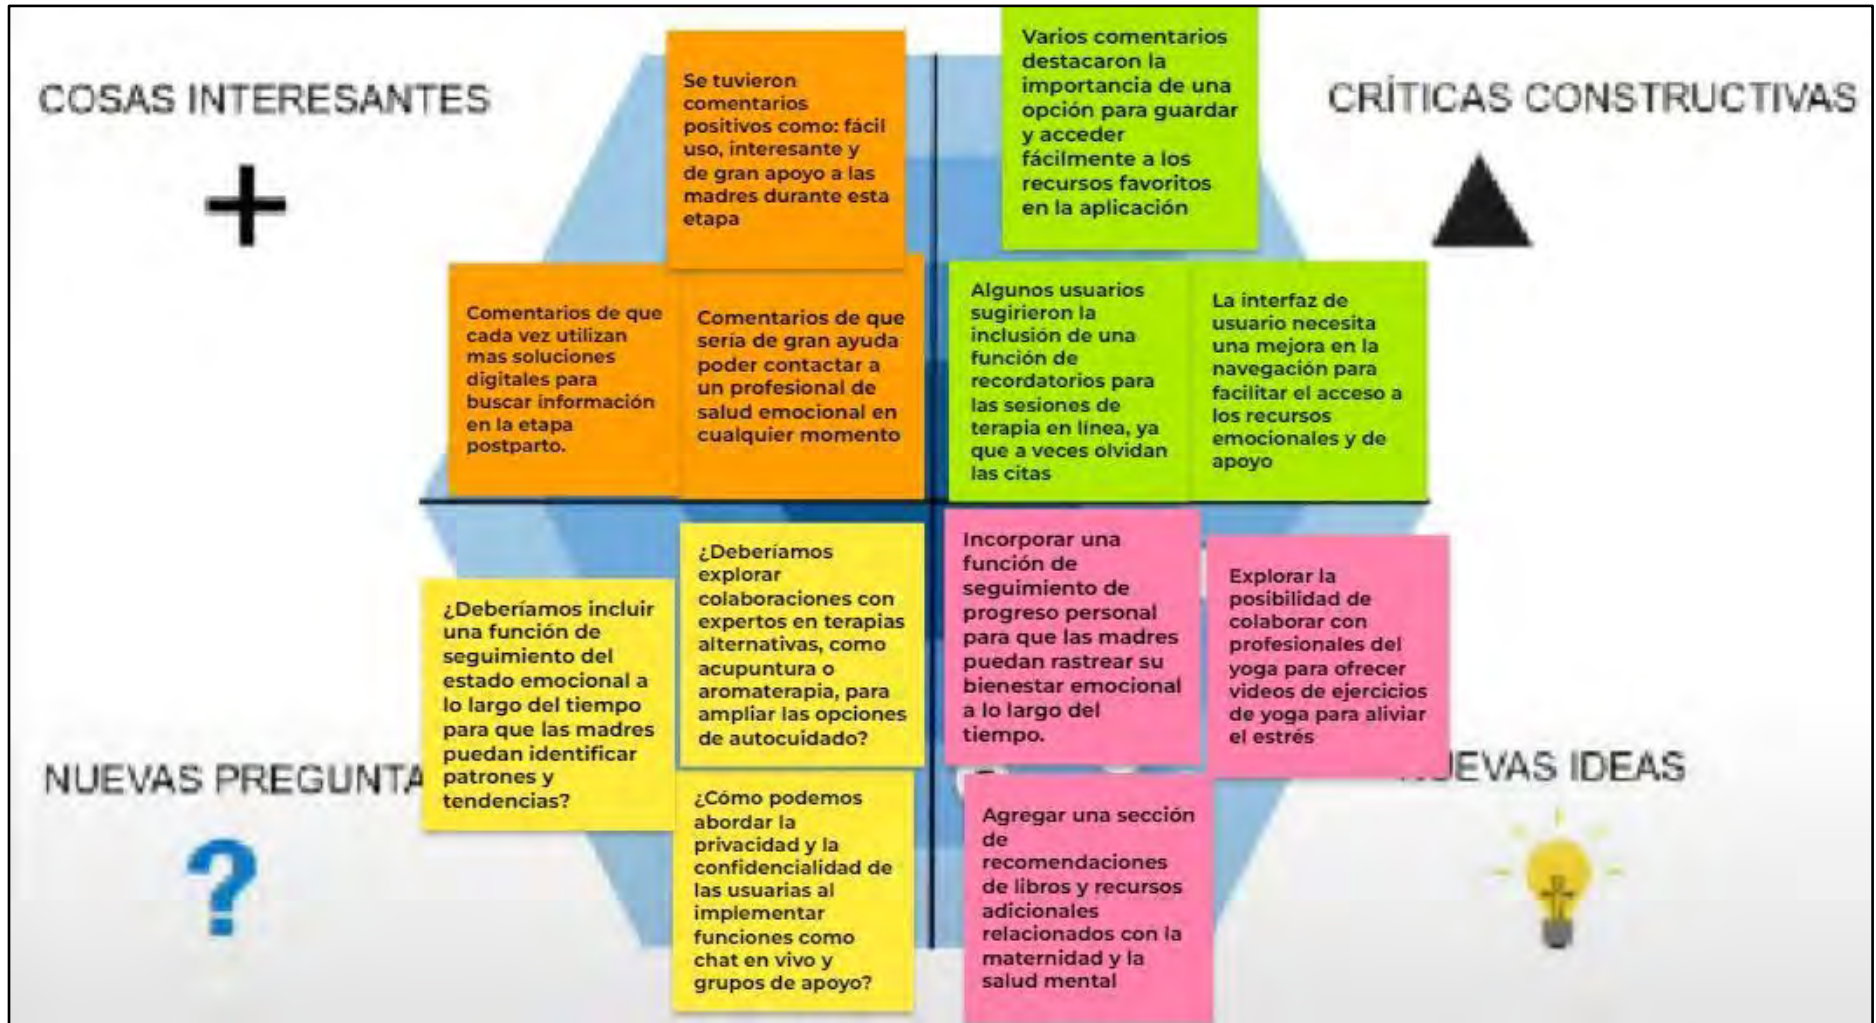 COSAS INTERESANTES
Se tuvieron
comentarios
positivos como: fácil
uso, interesante y
de gran apoyo a las
madres durante esta
etapa
Comentarios de que
cada vez utilizan
mas soluciones
digitales para
buscar información
en la etapa
postparto.
Comentarios de que
sería de gran ayuda
poder contactar a
un profesional de
salud emocional en
cualquier momento
CRÍTICAS CONSTRUCTIVAS
Varios comentarios
destacaron la
importancia de una
opción para guardar
y acceder
fácilmente a los
recursos favoritos
en la aplicación
Algunos usuarios
sugirieron la
inclusión de una
función de
recordatorios para
las sesiones de
terapia en línea, ya
que a veces olvidan
las citas
La interfaz de
usuario necesita
una mejora en la
navegación para
facilitar el acceso a
los recursos
emocionales y de
apoyo
NUEVAS PREGUNTA
¿Deberíamos incluir
una función de
seguimiento del
estado emocional a
lo largo del tiempo
para que las madres
puedan identificar
patrones y
tendencias?
¿Deberíamos
explorar
colaboraciones con
expertos en terapias
alternativas, como
acupuntura o
aromaterapia, para
ampliar las opciones
de autocuidado?
¿Cómo podemos
abordar la
privacidad y la
confidencialidad de
las usuarias al
implementar
funciones como
chat en vivo y
grupos de apoyo?
NUEVAS IDEAS
Incorporar una
función de
seguimiento de
progreso personal
para que las madres
puedan rastrear su
bienestar emocional
a lo largo del
tiempo.
Explorar la
posibilidad de
colaborar con
profesionales del
yoga para ofrecer
videos de ejercicios
de yoga para aliviar
el estrés
Agregar una sección
de
recomendaciones
de libros y recursos
adicionales
relacionados con la
maternidad y la
salud mental